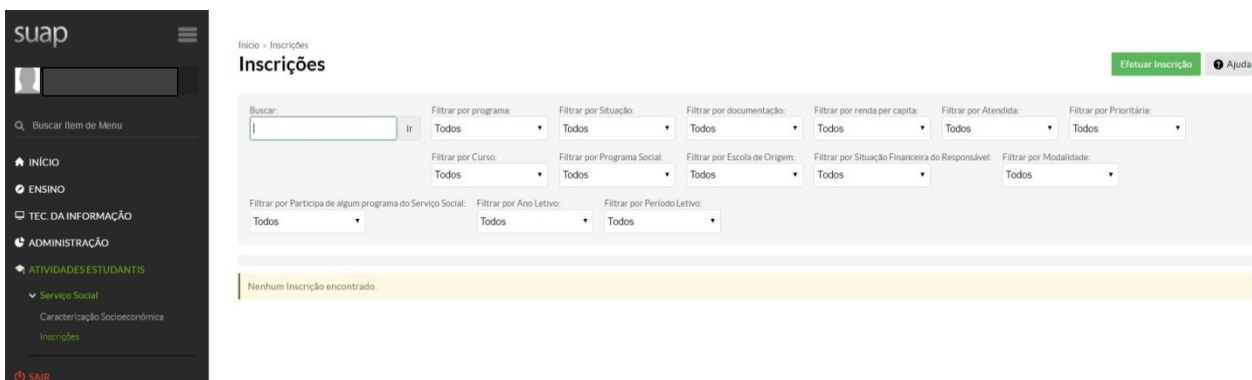 suap
Buscar Item de Menu
INÍCIO
ENSINO
TEC. DA INFORMAÇÃO
ADMINISTRAÇÃO
ATIVIDADES ESTUDANTIS
Serviço Social
Caracterização Socioeconômica
Inscrições
SAIR
Início » Inscrições
Inscrições
Efetuar Inscrição Ajuda
Buscar: Filtrar por programa: Filtrar por Situação: Filtrar por documentação: Filtrar por renda per capita: Filtrar por Atendida: Filtrar por Prioritária:
Ir Todos Todos Todos Todos Todos Todos
Filtrar por Curso: Filtrar por Programa Social: Filtrar por Escola de Origem: Filtrar por Situação Financeira do Responsável: Filtrar por Modalidade:
Todos Todos Todos Todos Todos
Filtrar por Participa de algum programa do Serviço Social: Filtrar por Ano Letivo: Filtrar por Período Letivo:
Todos Todos Todos
Nenhum Inscrição encontrado.